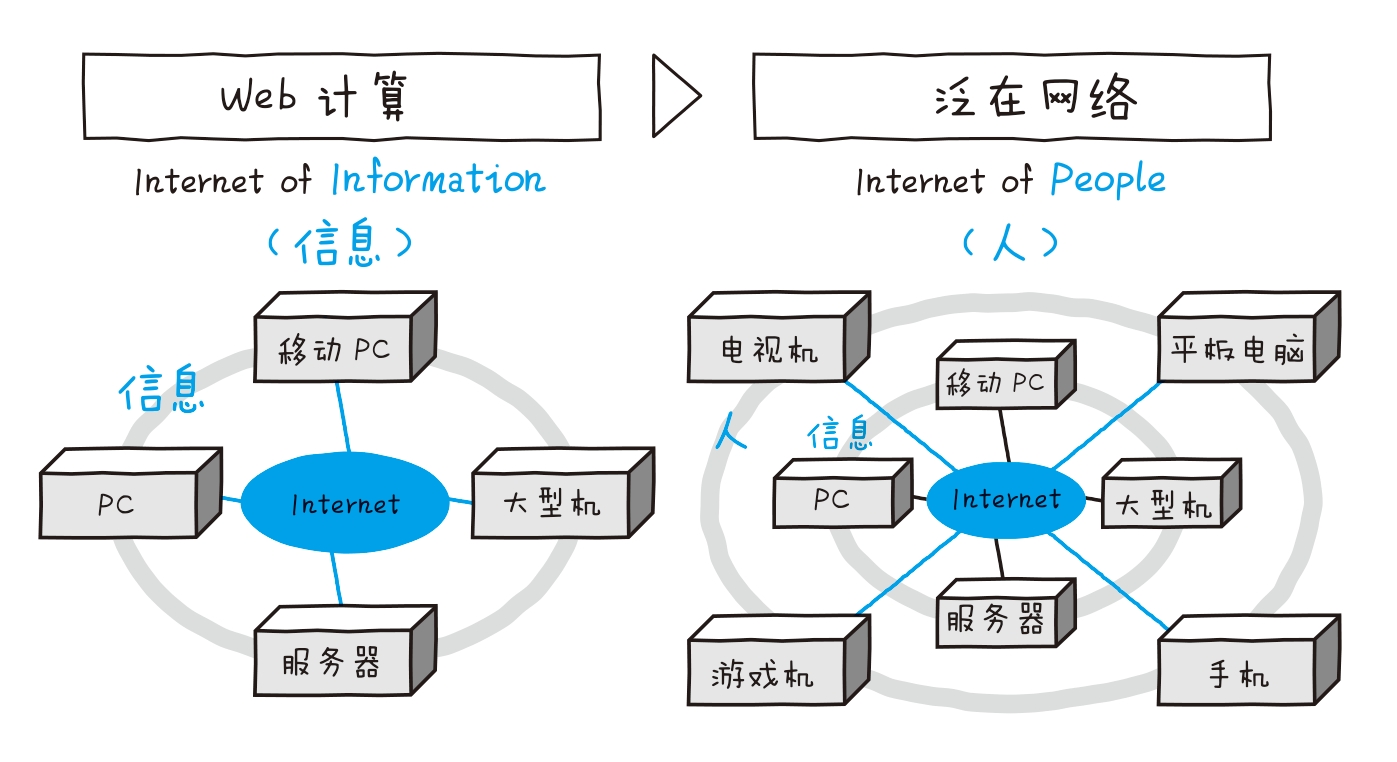 Web 计算
Internet of Information
（信息）
移动 PC
信息
PC
Internet
大型机
服务器
泛在网络
Internet of People
（人）
电视机
平板电脑
移动 PC
人
信息
PC
Internet
大型机
服务器
游戏机
手机